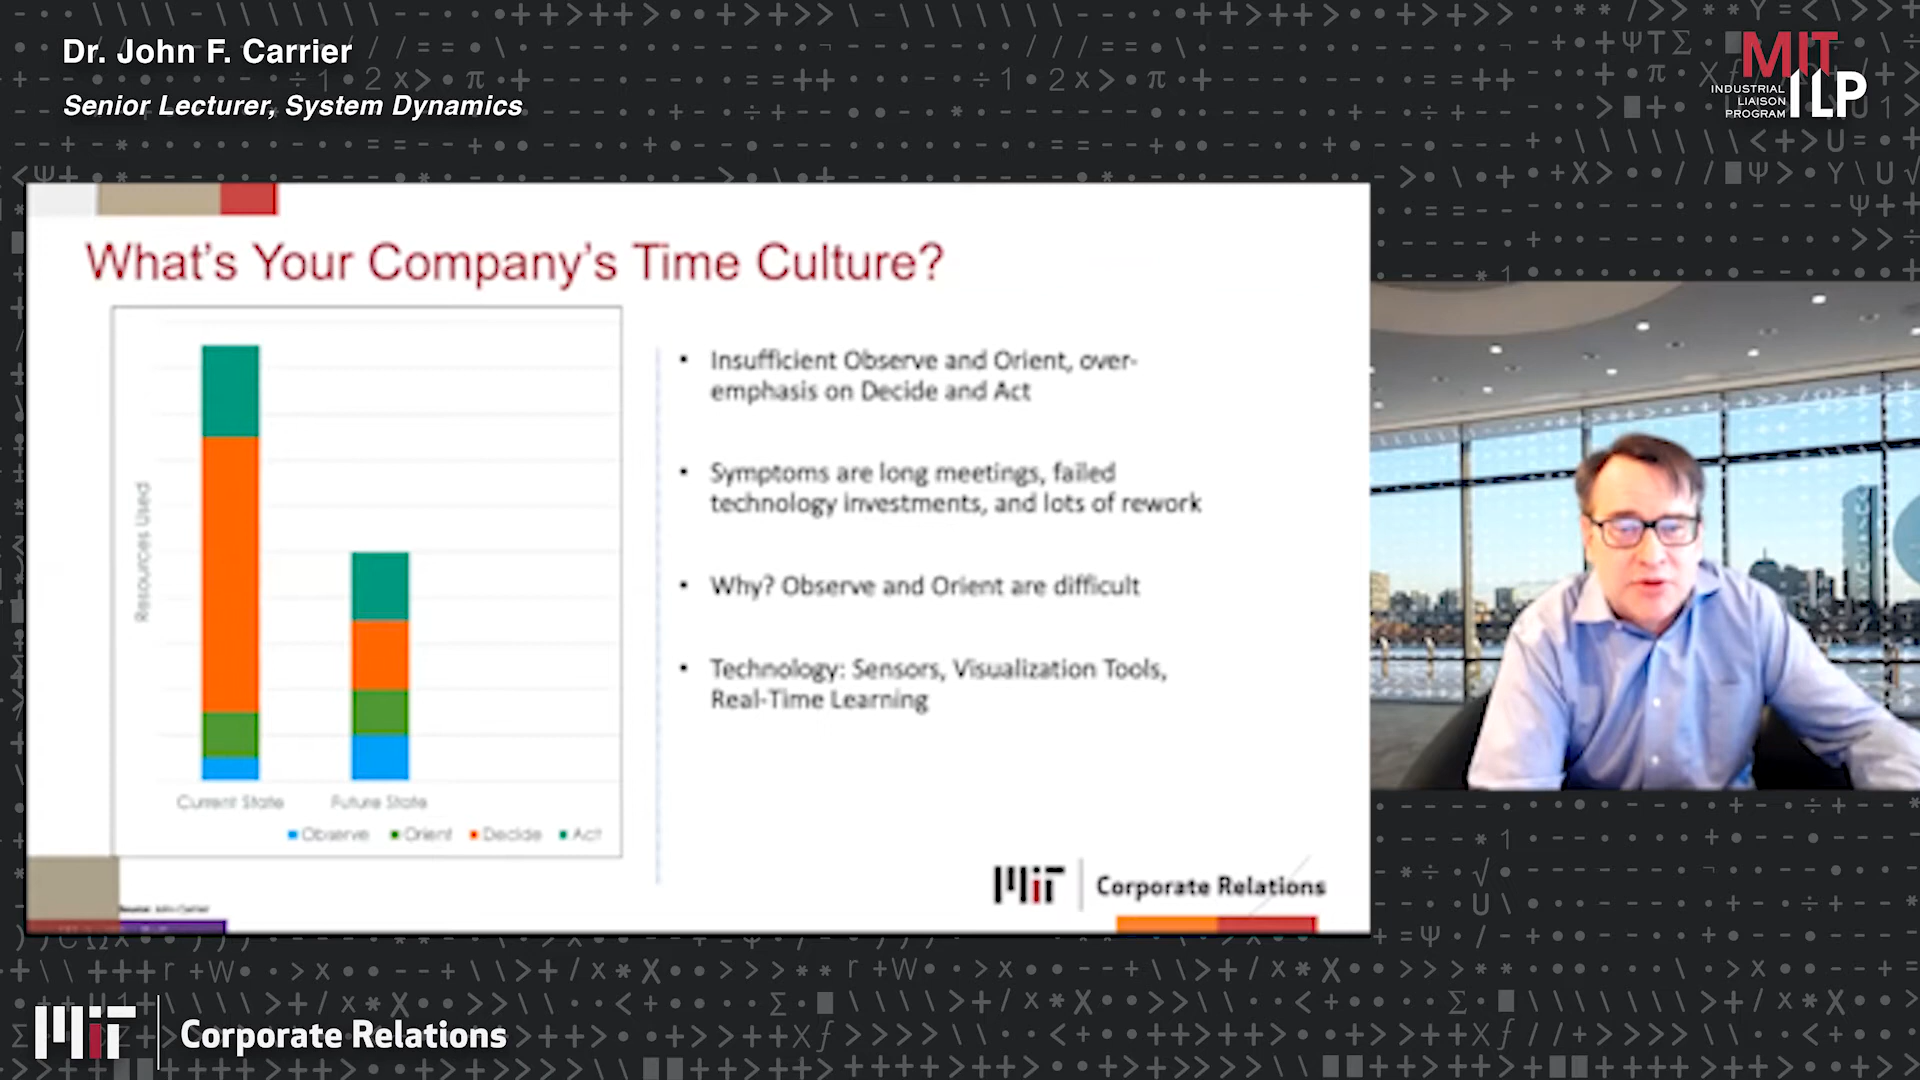 Dr. John F. Carrier
Senior Lecturer, System Dynamics
MIT
ILP
INDUSTRIAL
LIAISON
PROGRAM
What's Your Company's Time Culture?
Resources Used
Current State
Future State
Observe
Orient
Decide
Act
• Insufficient Observe and Orient, over-
emphasis on Decide and Act
• Symptoms are long meetings, failed
technology investments, and lots of rework
• Why? Observe and Orient are difficult
• Technology: Sensors, Visualization Tools,
Real-Time Learning
Source: John Carrier
MIT Corporate Relations
MIT Corporate Relations